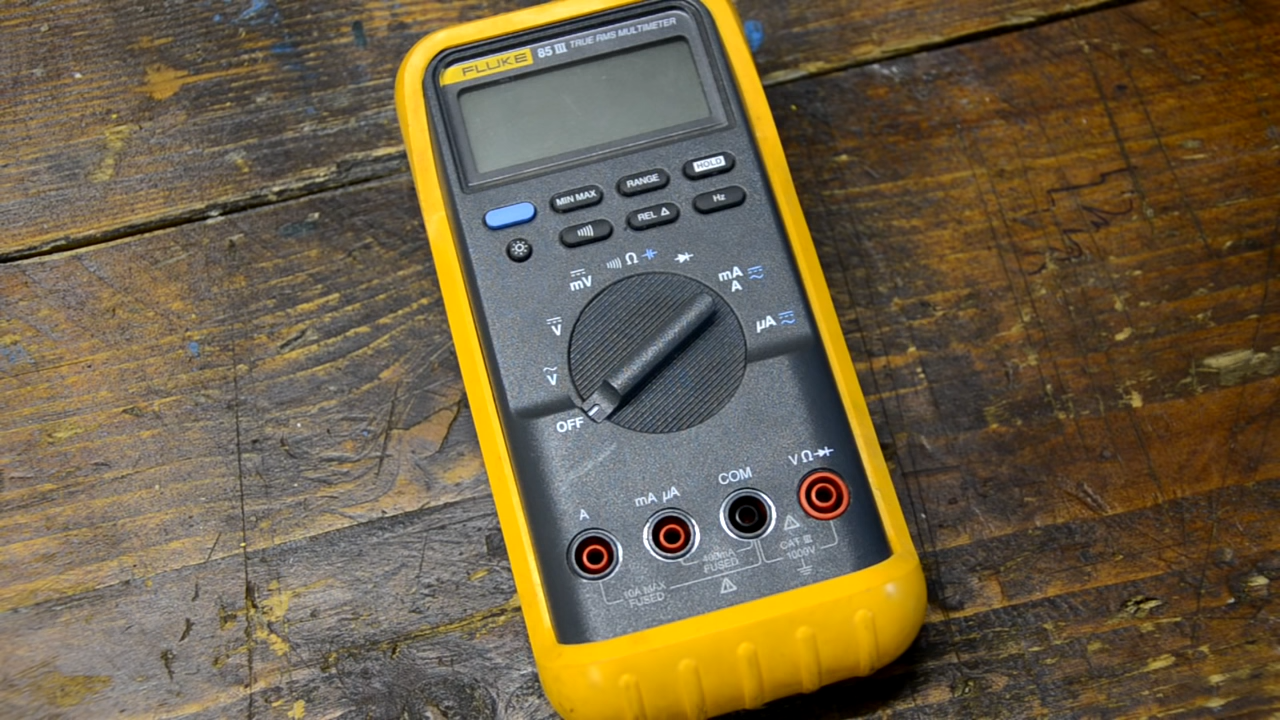 FLUKE 85 III TRUE RMS MULTIMETER
MIN MAX RANGE HOLD
REL Δ Hz
mV Ω mA
A
V µA
V
OFF
A mA µA COM V Ω
400mA
FUSED
10A MAX
FUSED
CAT III
1000V